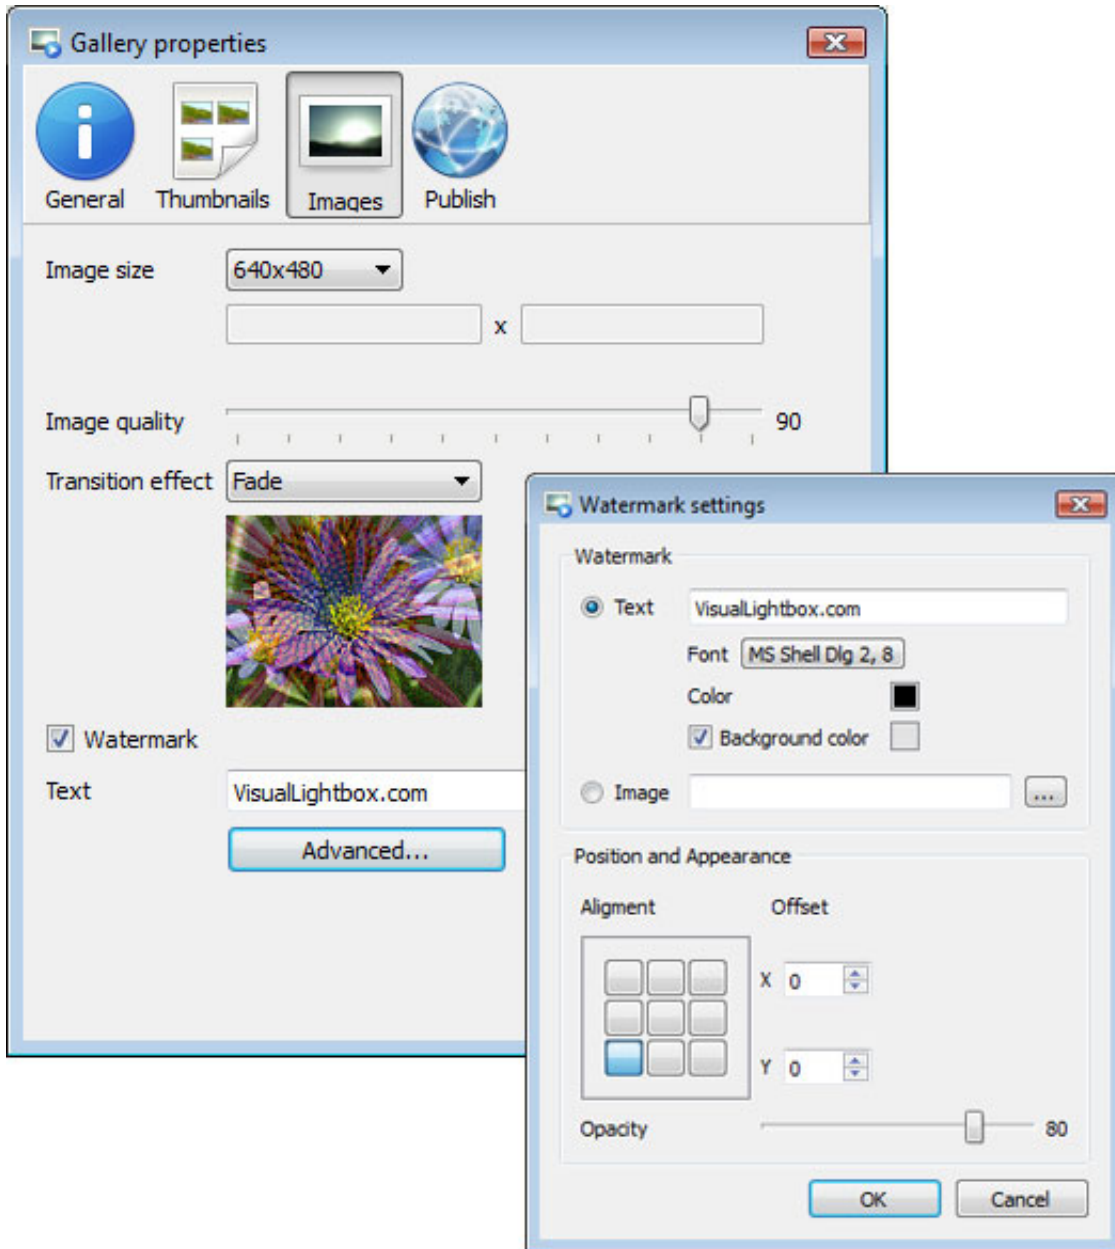 Gallery properties
General Thumbnails Images Publish
Image size 640x480
x
Image quality 90
Transition effect Fade
Watermark
Text VisualLightbox.com
Advanced...
Watermark settings
Watermark
Text VisualLightbox.com
Font MS Shell Dlg 2, 8
Color
Background color
Image ...
Position and Appearance
Aligment Offset
X 0
Y 0
Opacity 80
OK Cancel